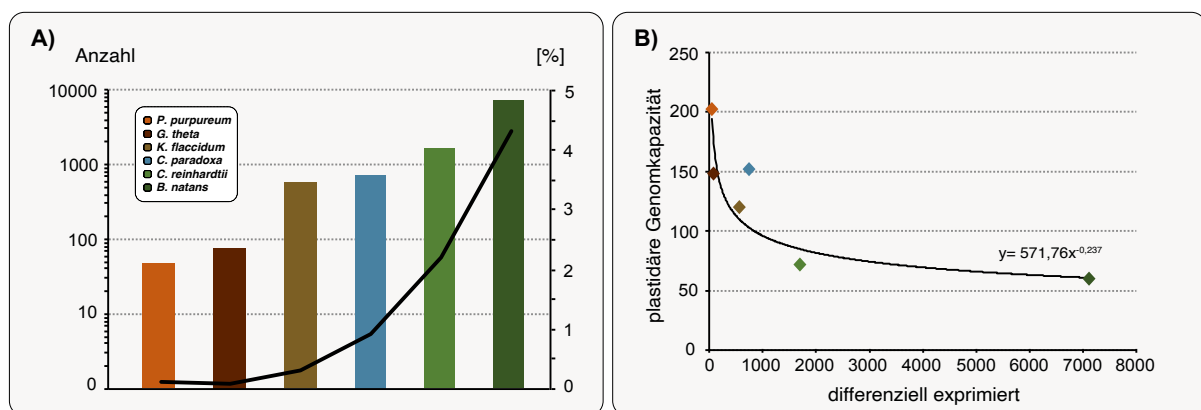 A)
Anzahl
[%]
10000
1000
100
10
0
P. purpureum
G. theta
K. flaccidum
C. paradoxa
C. reinhardtii
B. natans
5
4
3
2
1
0
B)
plastidäre Genomkapazität
250
200
150
100
50
0
y= 571,76x^-0,237
0 1000 2000 3000 4000 5000 6000 7000 8000
differenziell exprimiert